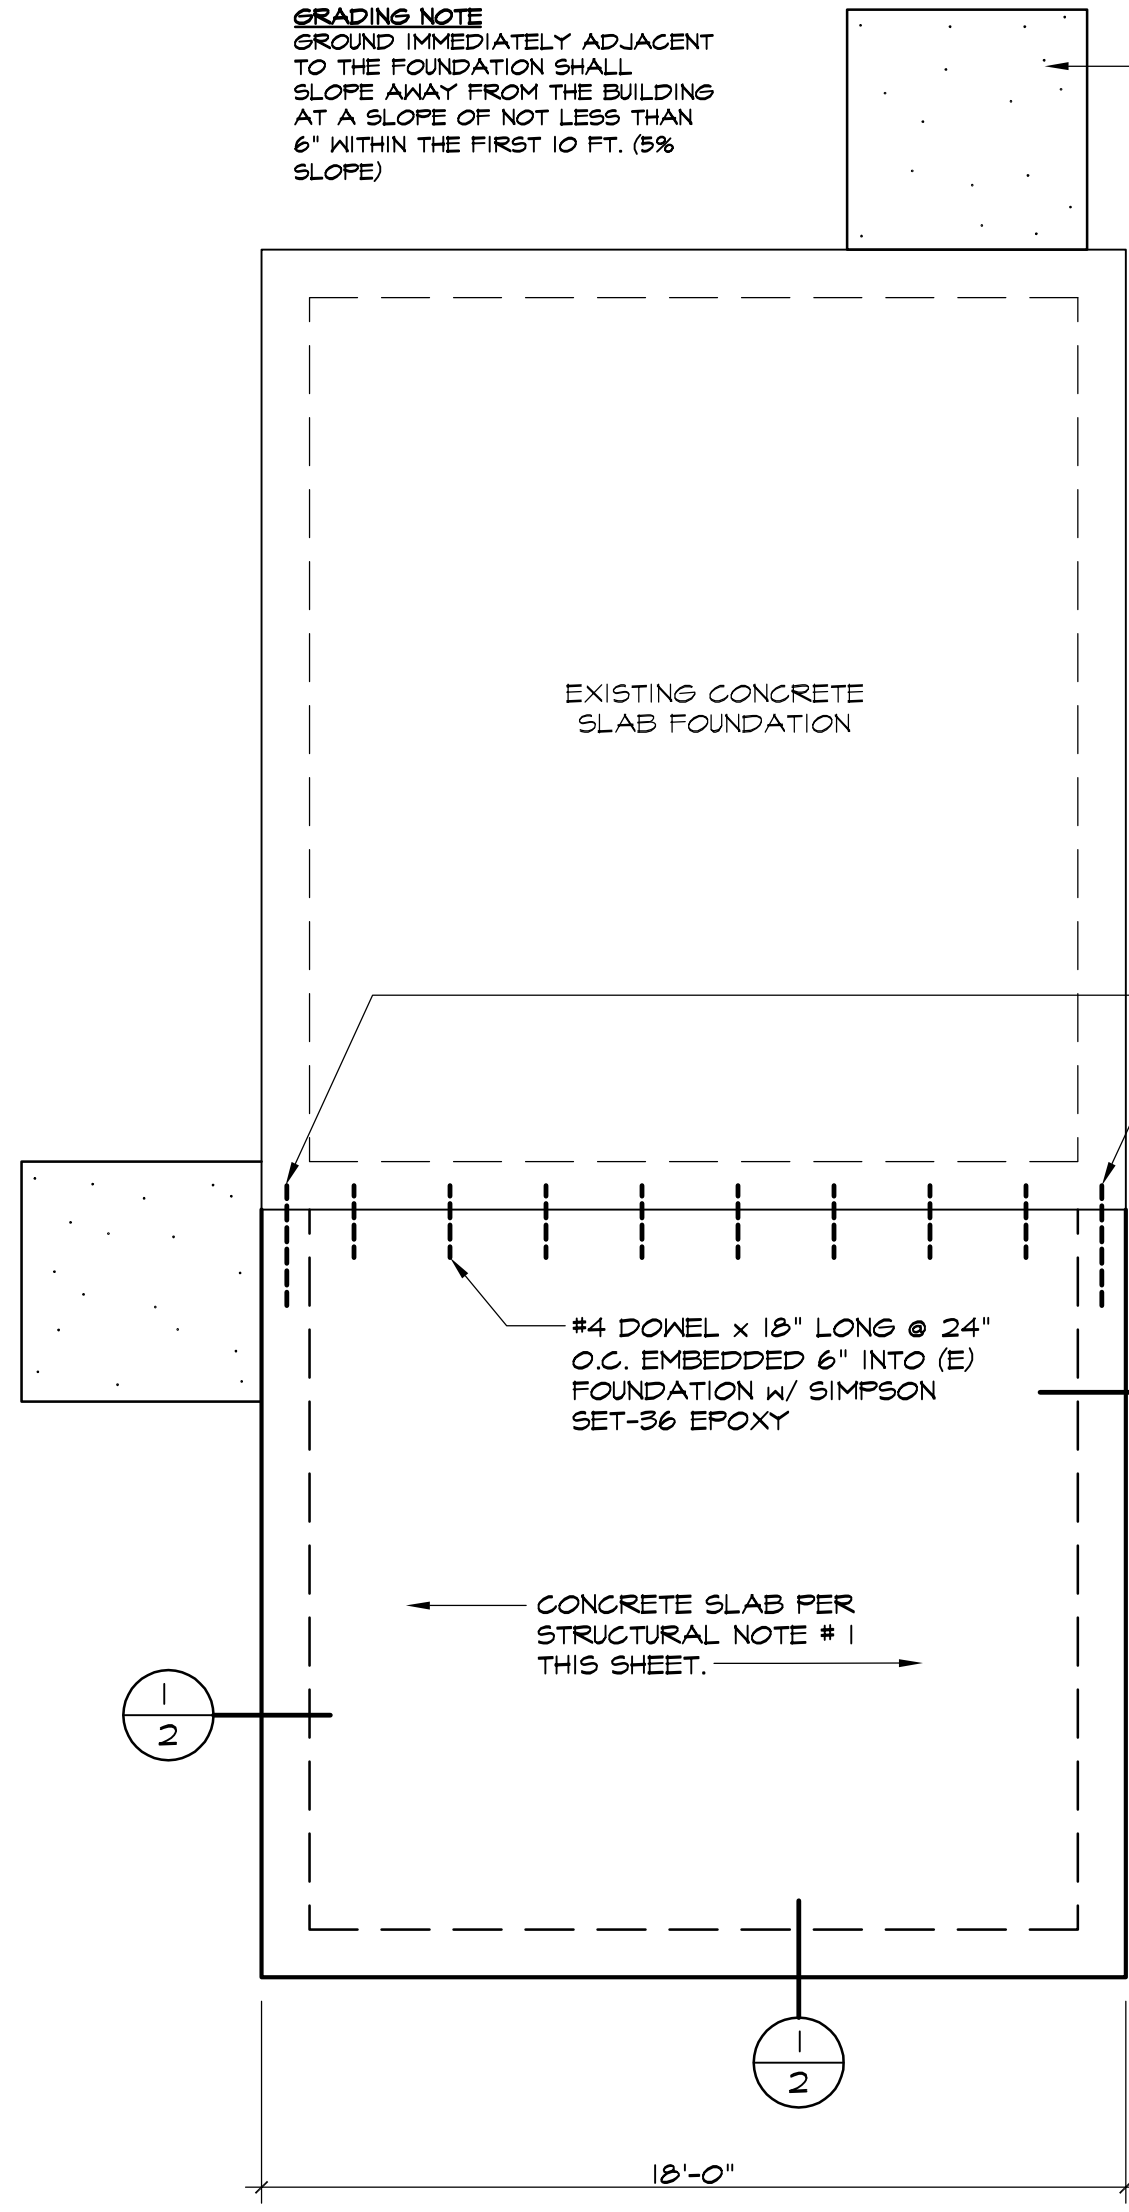 GRADING NOTE
GROUND IMMEDIATELY ADJACENT
TO THE FOUNDATION SHALL
SLOPE AWAY FROM THE BUILDING
AT A SLOPE OF NOT LESS THAN
6" WITHIN THE FIRST 10 FT. (5%
SLOPE)
EXISTING CONCRETE
SLAB FOUNDATION
#4 DOWEL x 18" LONG @ 24"
O.C. EMBEDDED 6" INTO (E)
FOUNDATION w/ SIMPSON
SET-36 EPOXY
CONCRETE SLAB PER
STRUCTURAL NOTE # 1
THIS SHEET.
1
2
1
2
18'-0"